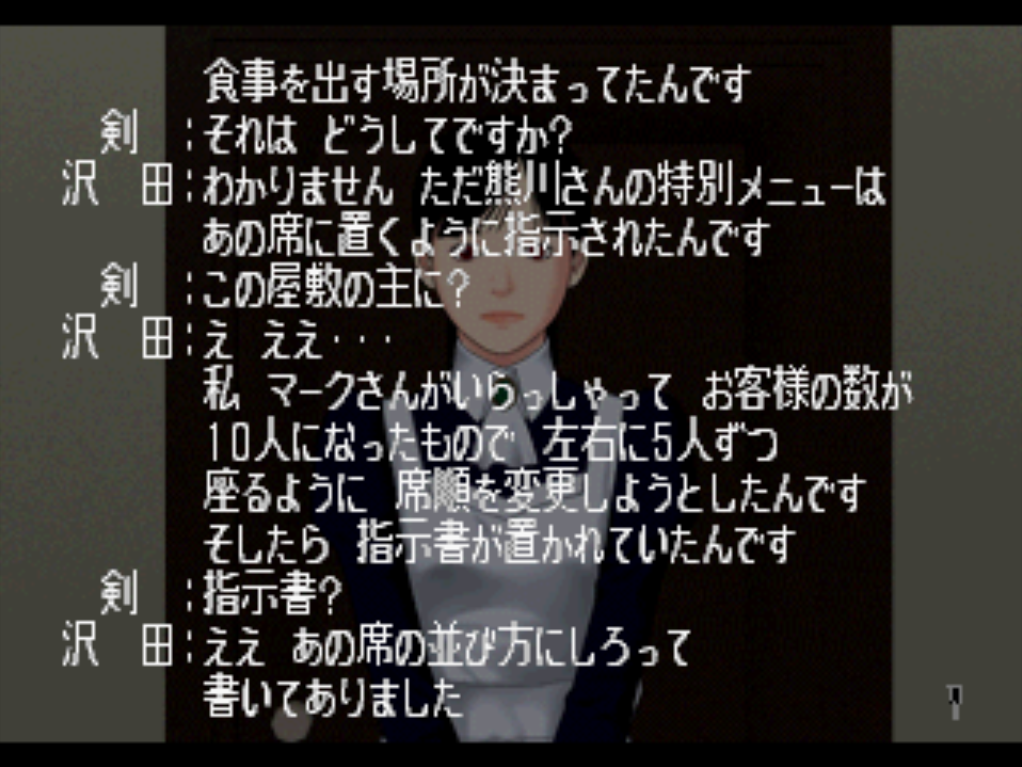 食事を出す場所が決まってたんです
剣　:それは どうしてですか?
沢　田:わかりません ただ熊川さんの特別メニューは
あの席に置くように指示されたんです
剣　:この屋敷の主に?
沢　田:え ええ・・・
私 マークさんがいらっしゃって お客様の数が
10人になったもので 左右に5人ずつ
座るように 席順を変更しようとしたんです
そしたら 指示書が置かれていたんです
剣　:指示書?
沢　田:ええ あの席の並び方にしろって
書いてありました